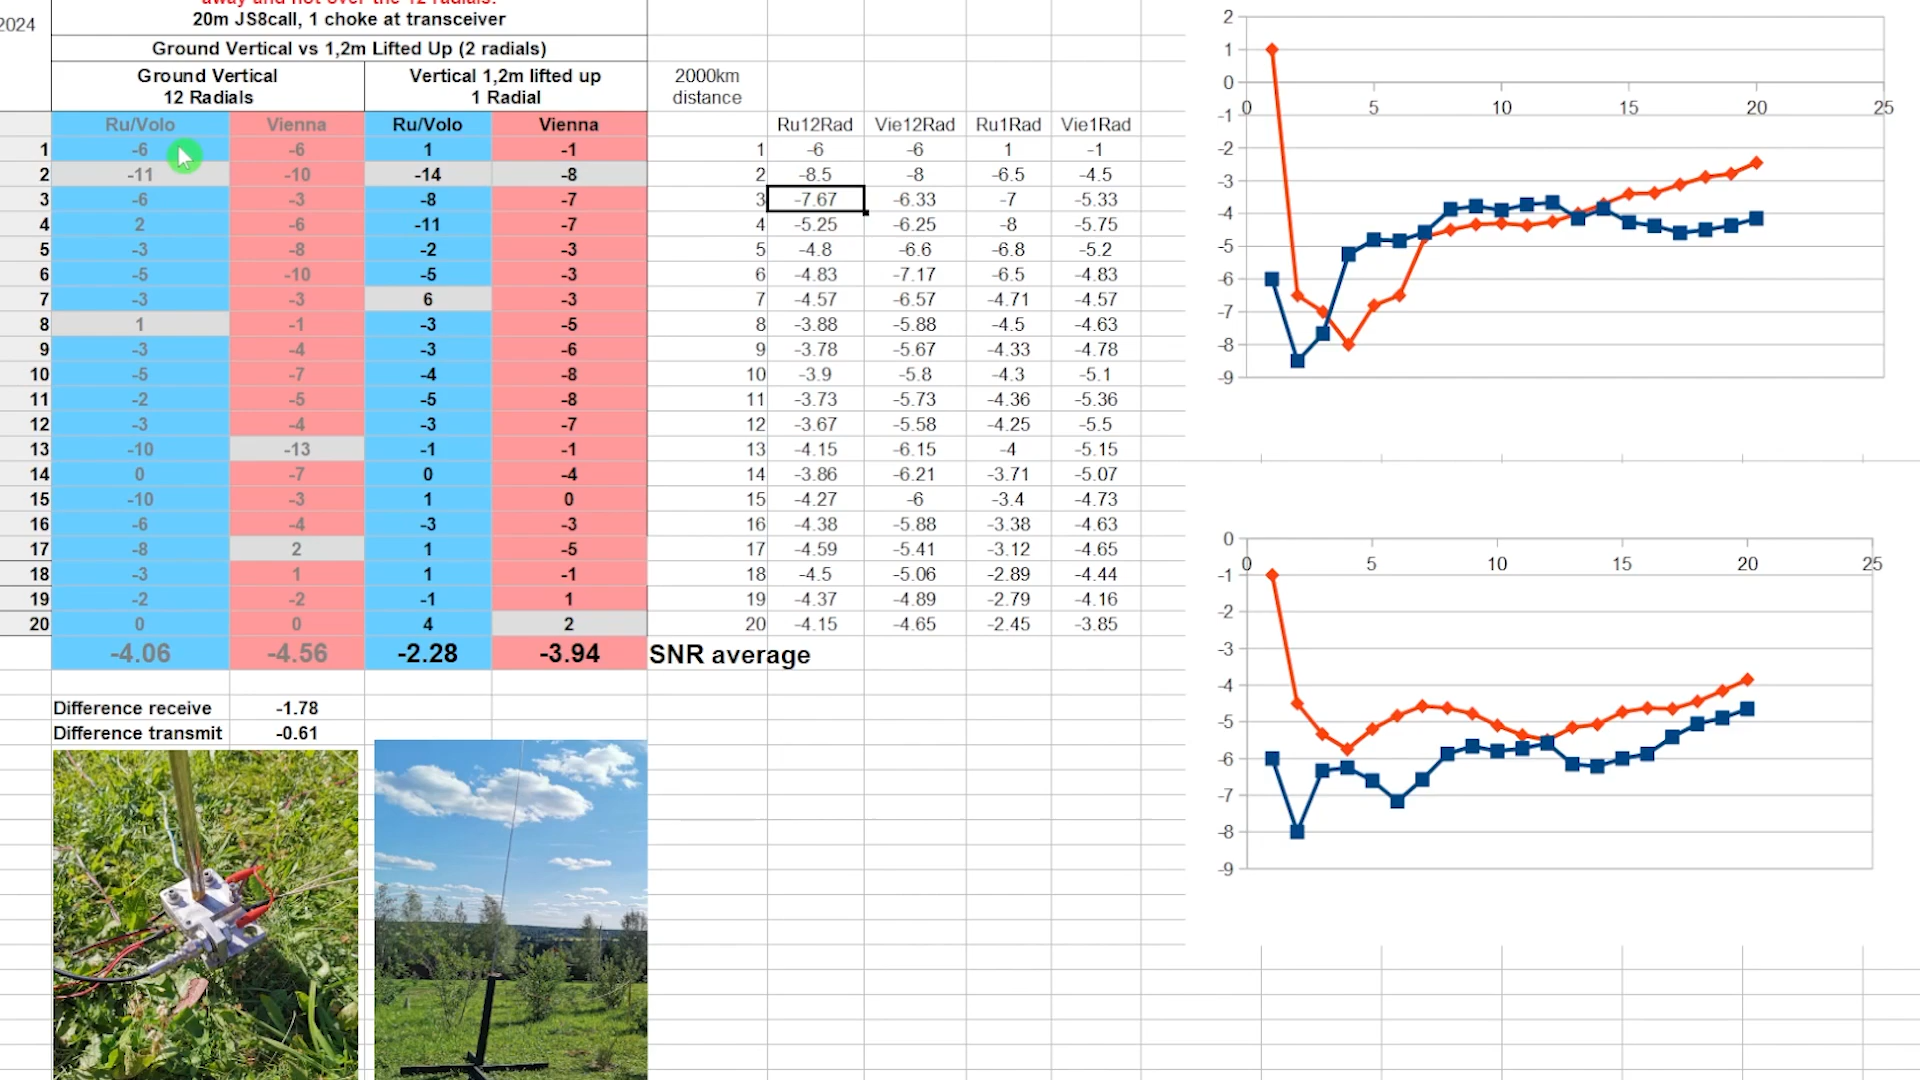 2024
away and not over the 12 radials.
20m JS8call, 1 choke at transceiver
Ground Vertical vs 1,2m Lifted Up (2 radials)
Ground Vertical
12 Radials
Vertical 1,2m lifted up
1 Radial
2000km
distance
Ru/Volo Vienna Ru/Volo Vienna Ru12Rad Vie12Rad Ru1Rad Vie1Rad
1 -6 -6 1 -1 1 -6 -6 1 -1
2 -11 -10 -14 -8 2 -8.5 -8 -6.5 -4.5
3 -6 -3 -8 -7 3 -7.67 -6.33 -7 -5.33
4 2 -6 -11 -7 4 -5.25 -6.25 -8 -5.75
5 -3 -8 -2 -3 5 -4.8 -6.6 -6.8 -5.2
6 -5 -10 -5 -3 6 -4.83 -7.17 -6.5 -4.83
7 -3 -3 6 -3 7 -4.57 -6.57 -4.71 -4.57
8 1 -1 -3 -5 8 -3.88 -5.88 -4.5 -4.63
9 -3 -4 -3 -6 9 -3.78 -5.67 -4.33 -4.78
10 -5 -7 -4 -8 10 -3.9 -5.8 -4.3 -5.1
11 -2 -5 -5 -8 11 -3.73 -5.73 -4.36 -5.36
12 -3 -4 -3 -7 12 -3.67 -5.58 -4.25 -5.5
13 -10 -13 -1 -1 13 -4.15 -6.15 -4 -5.15
14 0 -7 0 -4 14 -3.86 -6.21 -3.71 -5.07
15 -10 -3 1 0 15 -4.27 -6 -3.4 -4.73
16 -6 -4 -3 -3 16 -4.38 -5.88 -3.38 -4.63
17 -8 2 1 -5 17 -4.59 -5.41 -3.12 -4.65
18 -3 1 1 -1 18 -4.5 -5.06 -2.89 -4.44
19 -2 -2 -1 1 19 -4.37 -4.89 -2.79 -4.16
20 0 0 4 2 20 -4.15 -4.65 -2.45 -3.85
-4.06 -4.56 -2.28 -3.94 SNR average
Difference receive -1.78
Difference transmit -0.61
2
1
0
0 5 10 15 20 25
-1
-2
-3
-4
-5
-6
-7
-8
-9
0
0 5 10 15 20 25
-1
-2
-3
-4
-5
-6
-7
-8
-9